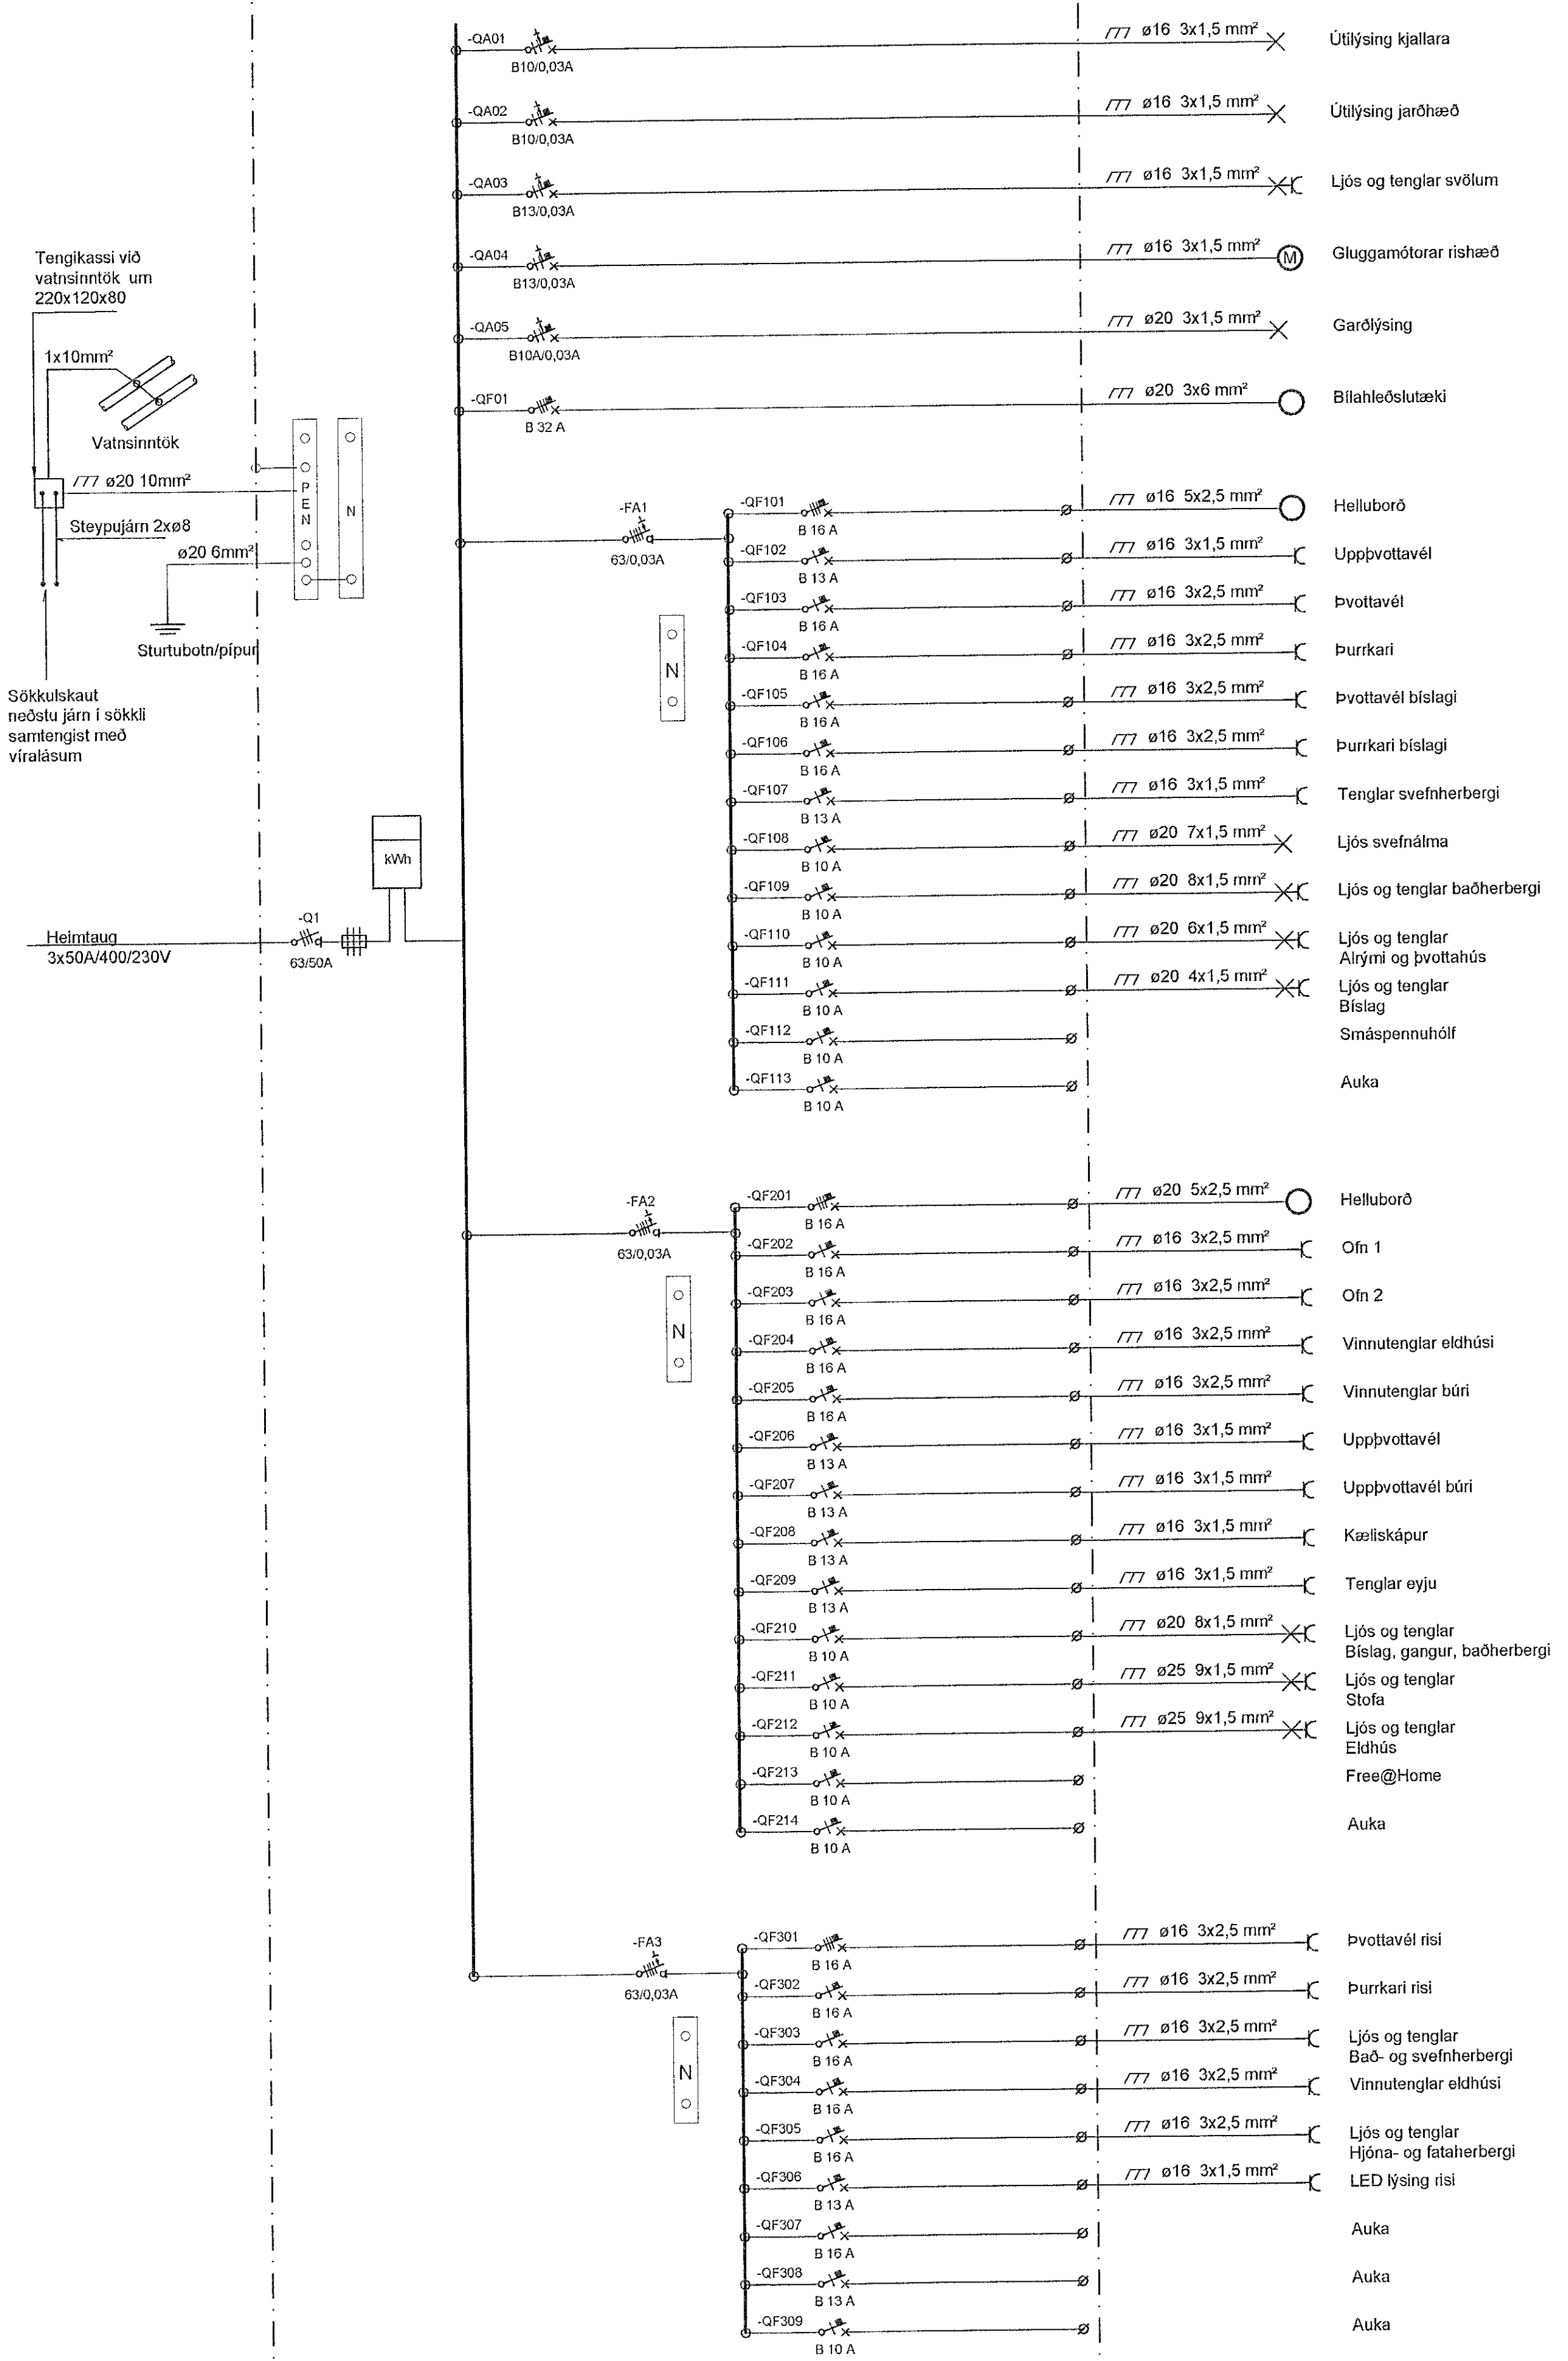 Tengikassi við
vatnsinntök um
220x120x80
1x10mm²
Vatnsinntök
ø20 10mm²
Steypujárn 2xø8
ø20 6mm²
Sturtubotn/pípur
Sökkulskaut
neðstu járn í sökkli
samtengist með
víralásum
P
E
N
N
Heimtaug
3x50A/400/230V
-Q1
63/50A
kWh
-QA01
B10/0,03A
ø16 3x1,5 mm²
Útilýsing kjallara
-QA02
B10/0,03A
ø16 3x1,5 mm²
Útilýsing jarðhæð
-QA03
B13/0,03A
ø16 3x1,5 mm²
Ljós og tenglar svölum
-QA04
B13/0,03A
ø16 3x1,5 mm²
M
Gluggamótorar rishæð
-QA05
B10A/0,03A
ø20 3x1,5 mm²
Garðlýsing
-QF01
B 32 A
ø20 3x6 mm²
Bílahleðslutæki
-FA1
63/0,03A
N
-QF101
B 16 A
ø16 5x2,5 mm²
Helluborð
-QF102
B 13 A
ø16 3x1,5 mm²
Uppþvottavél
-QF103
B 16 A
ø16 3x2,5 mm²
Þvottavél
-QF104
B 16 A
ø16 3x2,5 mm²
Þurrkari
-QF105
B 16 A
ø16 3x2,5 mm²
Þvottavél bíslagi
-QF106
B 16 A
ø16 3x2,5 mm²
Þurrkari bíslagi
-QF107
B 13 A
ø16 3x1,5 mm²
Tenglar svefnherbergi
-QF108
B 10 A
ø20 7x1,5 mm²
Ljós svefnálma
-QF109
B 10 A
ø20 8x1,5 mm²
Ljós og tenglar baðherbergi
-QF110
B 10 A
ø20 6x1,5 mm²
Ljós og tenglar
Alrými og þvottahús
-QF111
B 10 A
ø20 4x1,5 mm²
Ljós og tenglar
Bíslag
-QF112
B 10 A
Smáspennuhólf
-QF113
B 10 A
Auka
-FA2
63/0,03A
N
-QF201
B 16 A
ø20 5x2,5 mm²
Helluborð
-QF202
B 16 A
ø16 3x2,5 mm²
Ofn 1
-QF203
B 16 A
ø16 3x2,5 mm²
Ofn 2
-QF204
B 16 A
ø16 3x2,5 mm²
Vinnutenglar eldhúsi
-QF205
B 16 A
ø16 3x2,5 mm²
Vinnutenglar búri
-QF206
B 13 A
ø16 3x1,5 mm²
Uppþvottavél
-QF207
B 13 A
ø16 3x1,5 mm²
Uppþvottavél búri
-QF208
B 13 A
ø16 3x1,5 mm²
Kæliskápur
-QF209
B 13 A
ø16 3x1,5 mm²
Tenglar eyju
-QF210
B 10 A
ø20 8x1,5 mm²
Ljós og tenglar
Bíslag, gangur, baðherbergi
-QF211
B 10 A
ø25 9x1,5 mm²
Ljós og tenglar
Stofa
-QF212
B 10 A
ø25 9x1,5 mm²
Ljós og tenglar
Eldhús
-QF213
B 10 A
Free@Home
-QF214
B 10 A
Auka
-FA3
63/0,03A
N
-QF301
B 16 A
ø16 3x2,5 mm²
Þvottavél risi
-QF302
B 16 A
ø16 3x2,5 mm²
Þurrkari risi
-QF303
B 16 A
ø16 3x2,5 mm²
Ljós og tenglar
Bað- og svefnherbergi
-QF304
B 16 A
ø16 3x2,5 mm²
Vinnutenglar eldhúsi
-QF305
B 16 A
ø16 3x2,5 mm²
Ljós og tenglar
Hjóna- og fataherbergi
-QF306
B 13 A
ø16 3x1,5 mm²
LED lýsing risi
-QF307
B 16 A
Auka
-QF308
B 13 A
Auka
-QF309
B 10 A
Auka